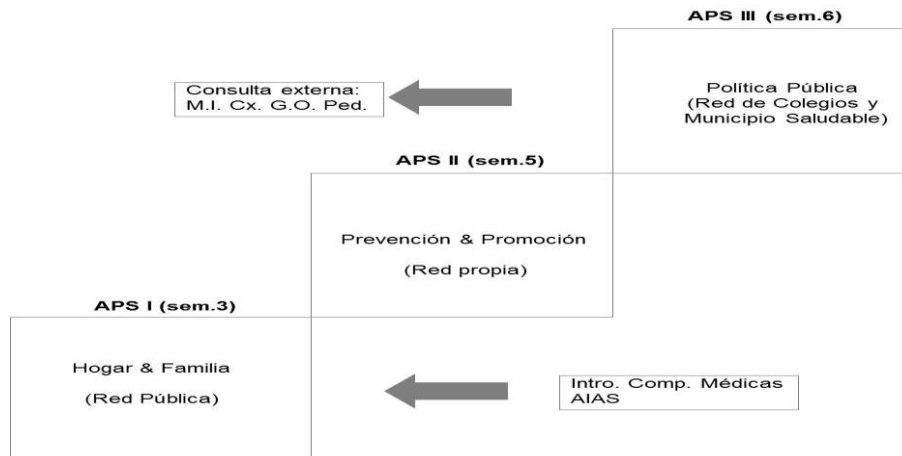 APS III (sem.6)
Consulta externa:
M.I. Cx. G.O. Ped.
Política Pública
(Red de Colegios y
Municipio Saludable)
APS II (sem.5)
Prevención & Promoción
(Red propia)
APS I (sem.3)
Hogar & Familia
(Red Pública)
Intro. Comp. Médicas
AIAS